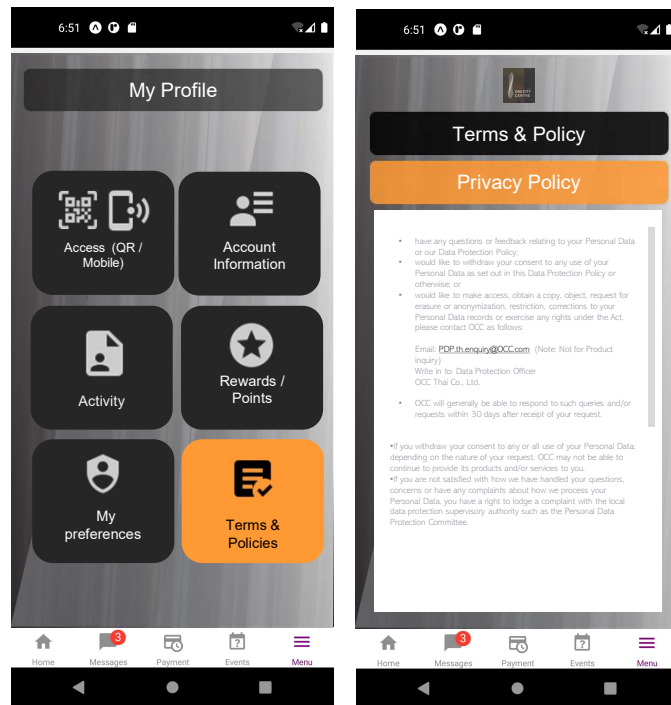 6:51
My Profile
Access (QR /
Mobile)
Account
Information
Activity
Rewards /
Points
My
preferences
Terms &
Policies
3
Home
Messages
Payment
Events
Menu
6:51
ONE CITY
CENTRE
Terms & Policy
Privacy Policy
• have any questions or feedback relating to your Personal Data
or our Data Protection Policy;
• would like to withdraw your consent to any use of your
Personal Data as set out in this Data Protection Policy or
otherwise; or
• would like to make access, obtain a copy, object, request for
erasure or anonymization, restriction, corrections to your
Personal Data records or exercise any rights under the Act,
please contact OCC as follows:
Email: PDP.th.enquiry@OCC.com (Note: Not for Product
inquiry)
Write in to: Data Protection Officer
OCC Thai Co., Ltd.
• OCC will generally be able to respond to such queries and/or
requests within 30 days after receipt of your request.
•If you withdraw your consent to any or all use of your Personal Data,
depending on the nature of your request, OCC may not be able to
continue to provide its products and/or services to you.
•If you are not satisfied with how we have handled your questions,
concerns or have any complaints about how we process your
Personal Data, you have a right to lodge a complaint with the local
data protection supervisory authority such as the Personal Data
Protection Committee.
3
Home
Messages
Payment
Events
Menu